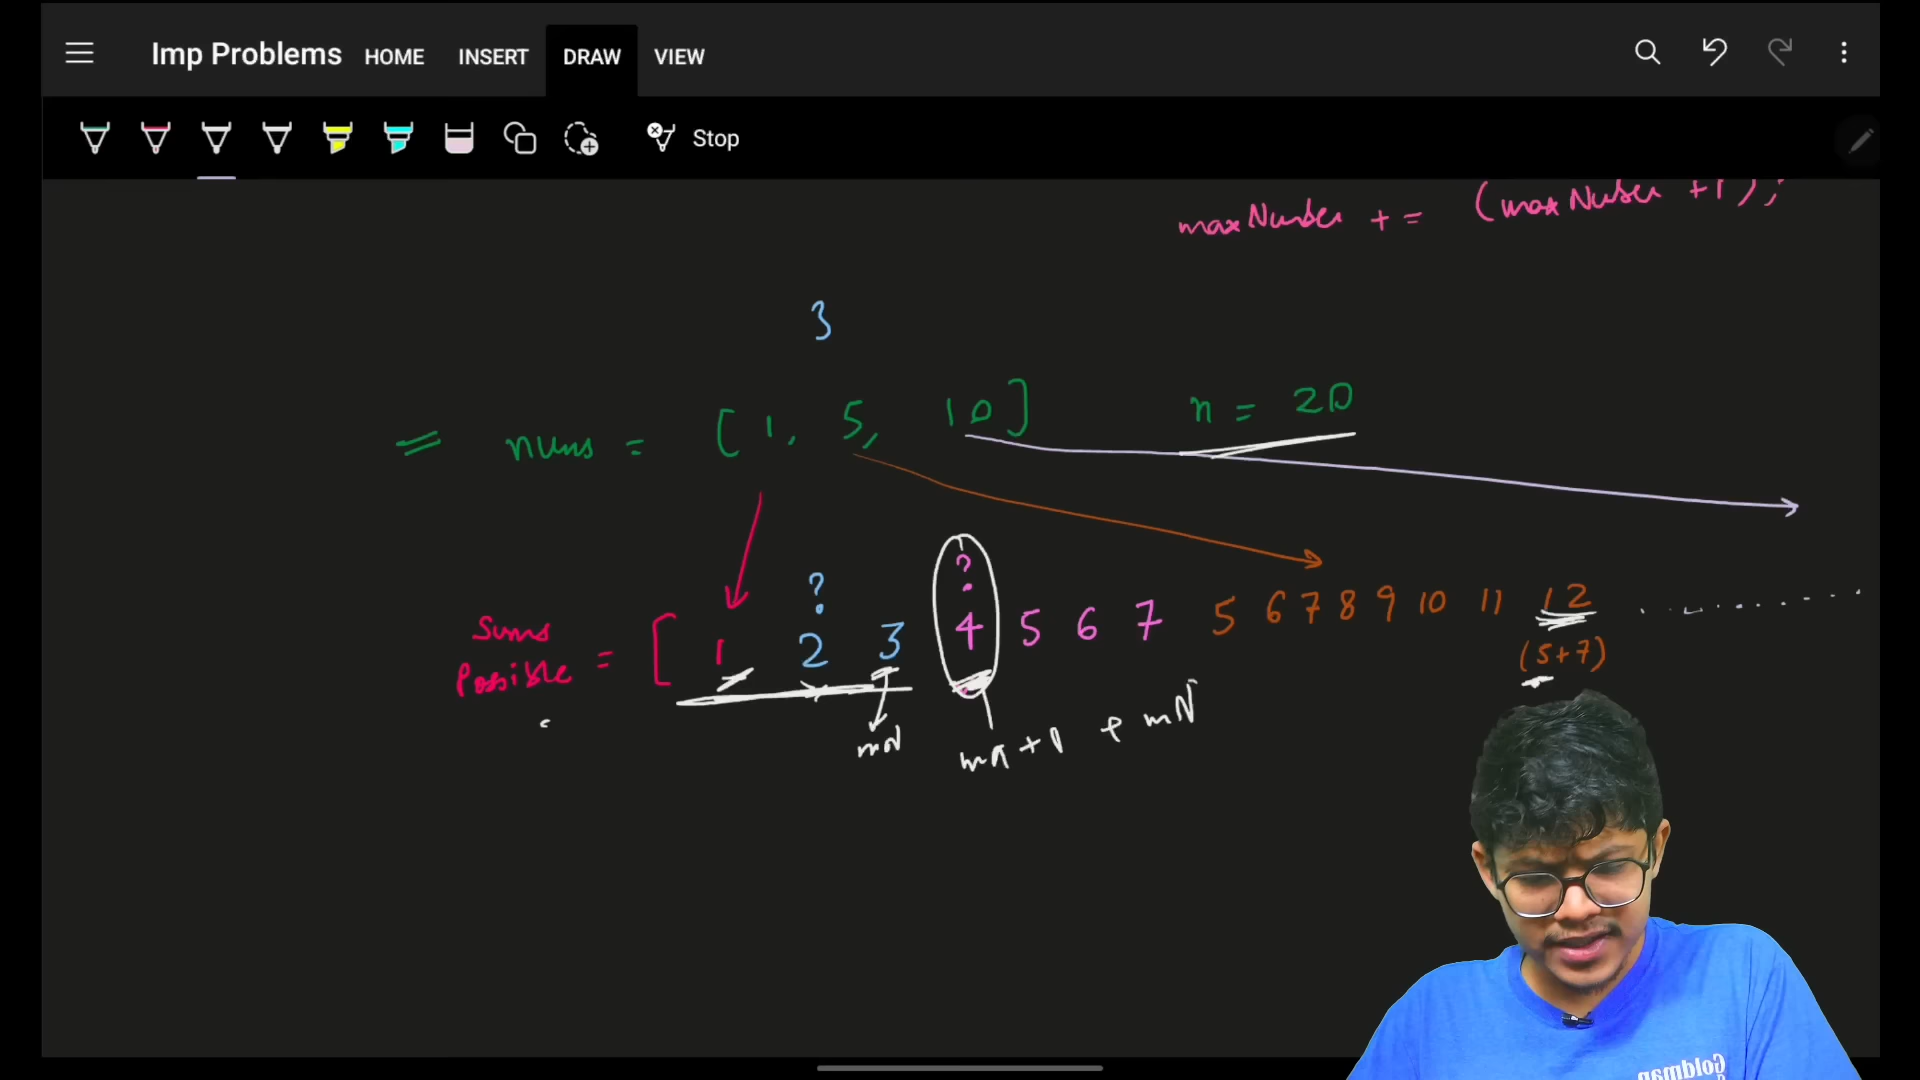 Imp Problems HOME INSERT DRAW VIEW
Stop
maxNumber += (maxNumber +1);
3
= nums = [1, 5, 10] n = 20
? ?
Sums Possible = [ 1 2 3 4 5 6 7 5 6 7 8 9 10 11 12 ..........
(5+7)
mN
mN + 1 + mN
Goldman